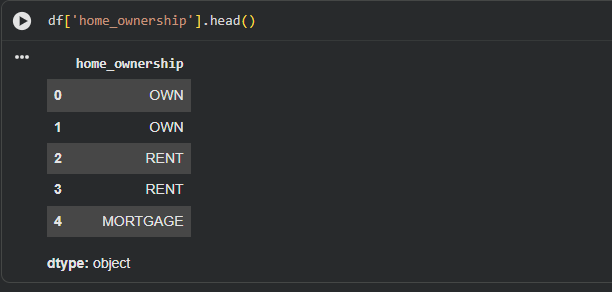 df['home_ownership'].head()
home_ownership
0 OWN
1 OWN
2 RENT
3 RENT
4 MORTGAGE
dtype: object